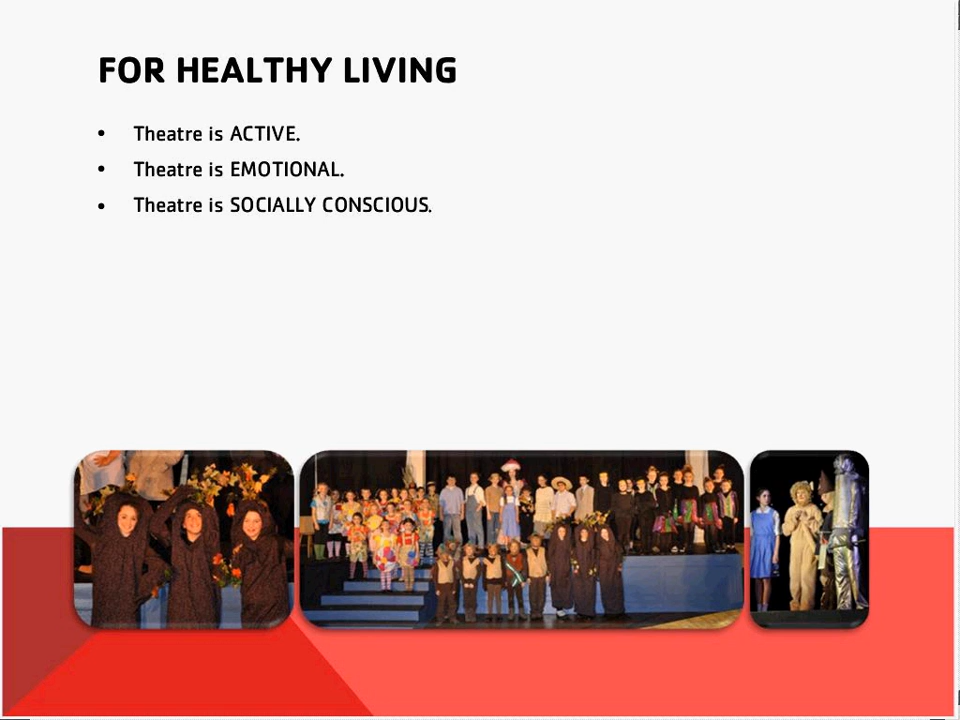 FOR HEALTHY LIVING
• Theatre is ACTIVE.
• Theatre is EMOTIONAL.
• Theatre is SOCIALLY CONSCIOUS.